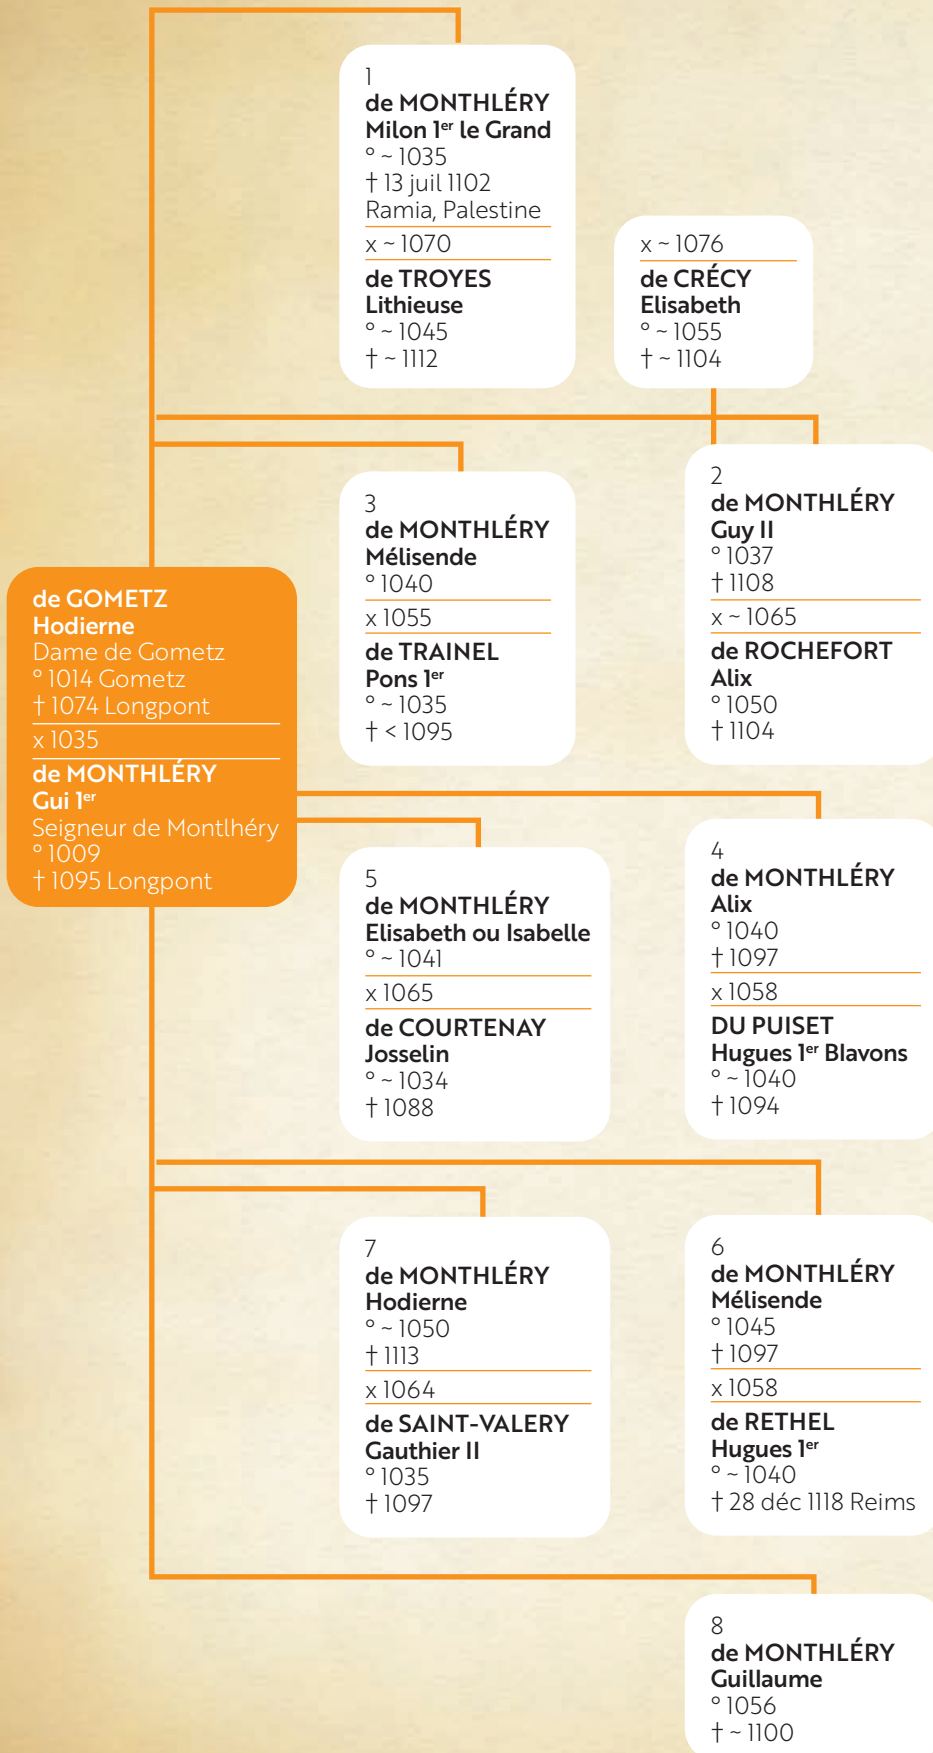 1
de MONTHLÉRY
Milon 1er le Grand
° ~ 1035
† 13 juil 1102
Ramia, Palestine
x ~ 1070
de TROYES
Lithieuse
° ~ 1045
† ~ 1112
x ~ 1076
de CRÉCY
Elisabeth
° ~ 1055
† ~ 1104
2
de MONTHLÉRY
Guy II
° 1037
† 1108
x ~ 1065
de ROCHEFORT
Alix
° 1050
† 1104
3
de MONTHLÉRY
Mélisende
° 1040
x 1055
de TRAINEL
Pons 1er
° ~ 1035
† < 1095
de GOMETZ
Hodierne
Dame de Gometz
° 1014 Gometz
† 1074 Longpont
x 1035
de MONTHLÉRY
Gui 1er
Seigneur de Montlhéry
° 1009
† 1095 Longpont
4
de MONTHLÉRY
Alix
° 1040
† 1097
x 1058
DU PUISET
Hugues 1er Blavons
° ~ 1040
† 1094
5
de MONTHLÉRY
Elisabeth ou Isabelle
° ~ 1041
x 1065
de COURTENAY
Josselin
° ~ 1034
† 1088
6
de MONTHLÉRY
Mélisende
° 1045
† 1097
x 1058
de RETHEL
Hugues 1er
° ~ 1040
† 28 déc 1118 Reims
7
de MONTHLÉRY
Hodierne
° ~ 1050
† 1113
x 1064
de SAINT-VALERY
Gauthier II
° 1035
† 1097
8
de MONTHLÉRY
Guillaume
° 1056
† ~ 1100